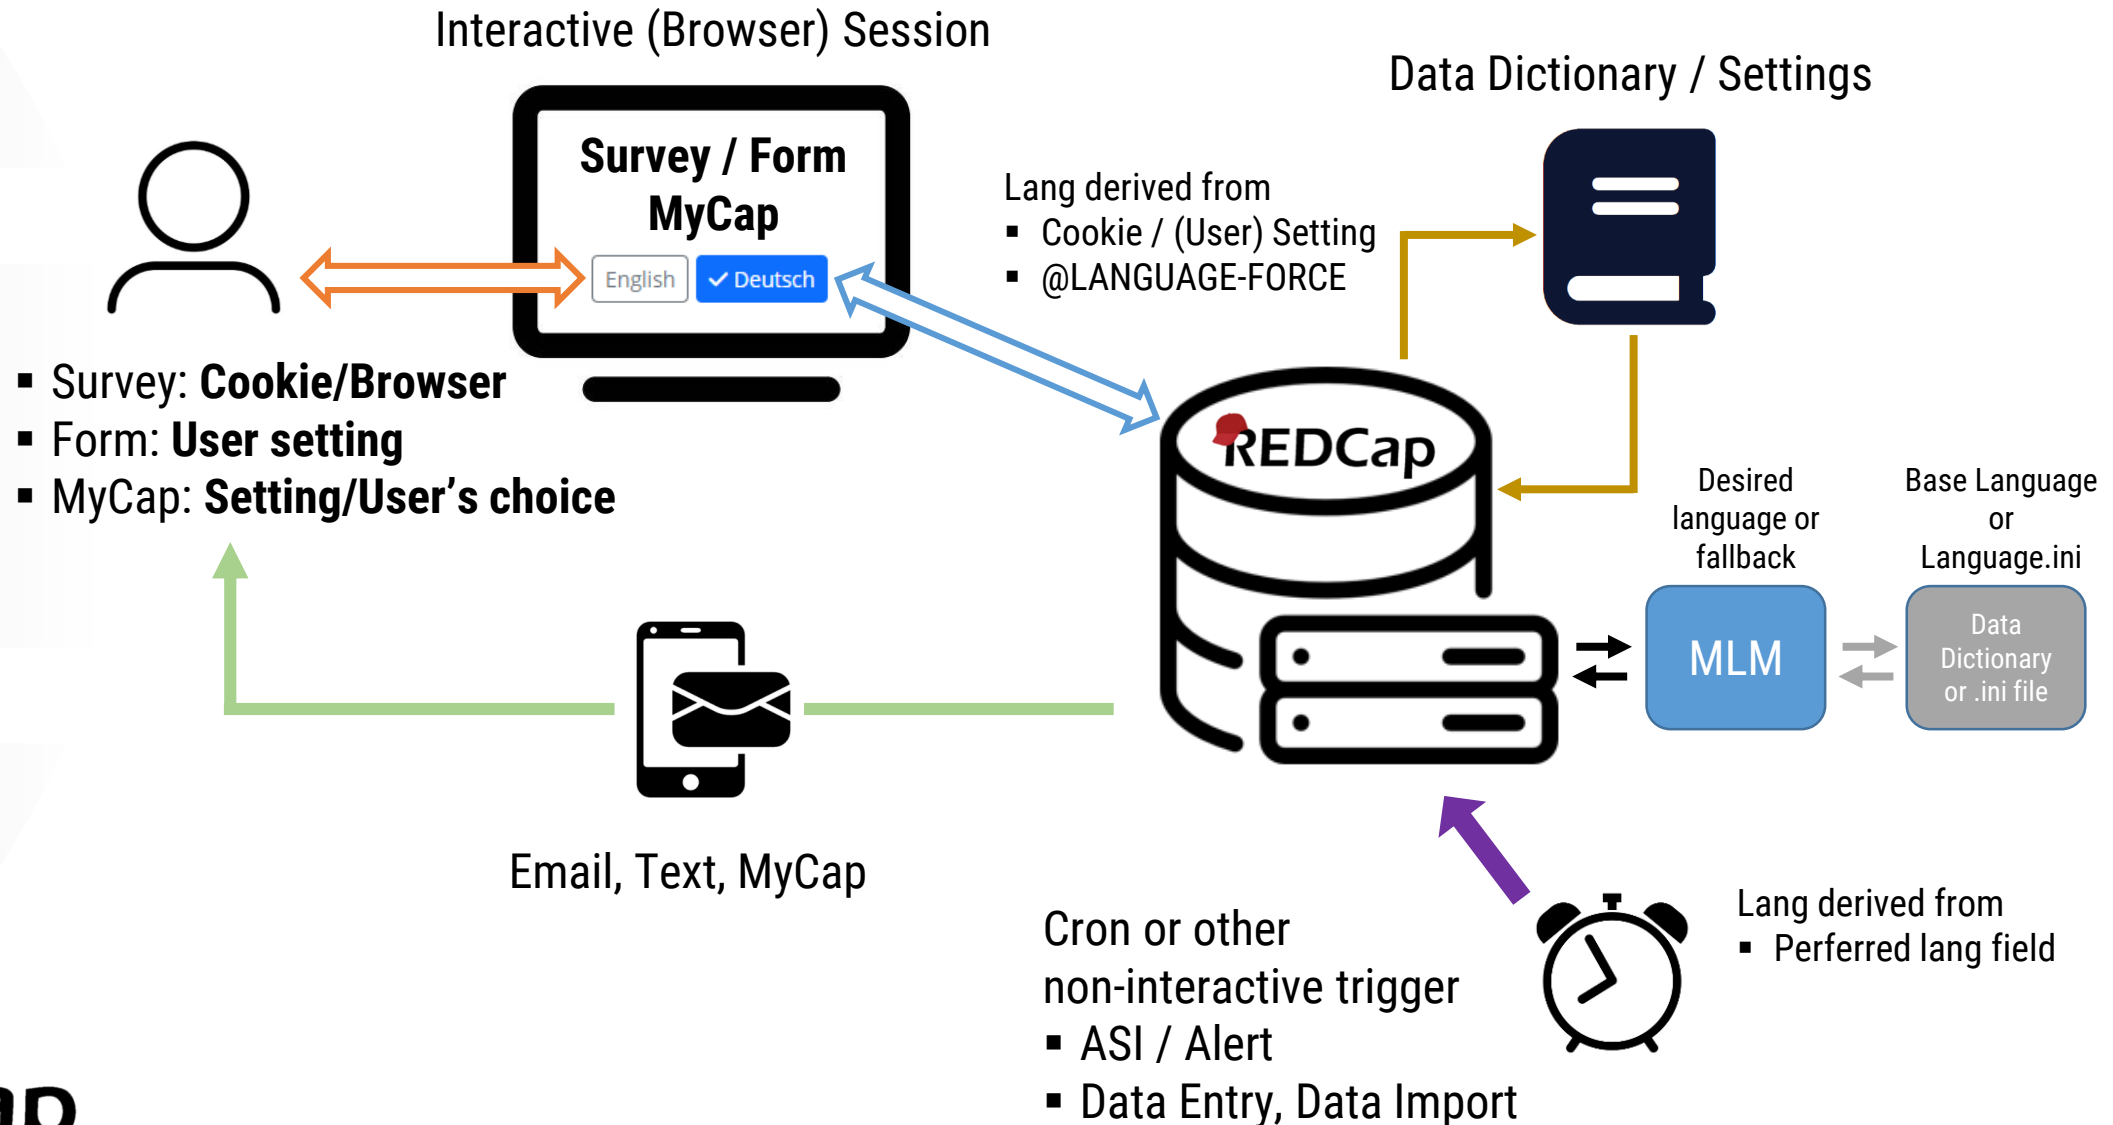 Interactive (Browser) Session
Data Dictionary / Settings
Survey / Form
MyCap
English
✓ Deutsch
Lang derived from
▪ Cookie / (User) Setting
▪ @LANGUAGE-FORCE
▪ Survey: Cookie/Browser
▪ Form: User setting
▪ MyCap: Setting/User's choice
REDCap
Desired
language or
fallback
Base Language
or
Language.ini
MLM
Data
Dictionary
or .ini file
Email, Text, MyCap
Cron or other
non-interactive trigger
▪ ASI / Alert
▪ Data Entry, Data Import
Lang derived from
▪ Perferred lang field